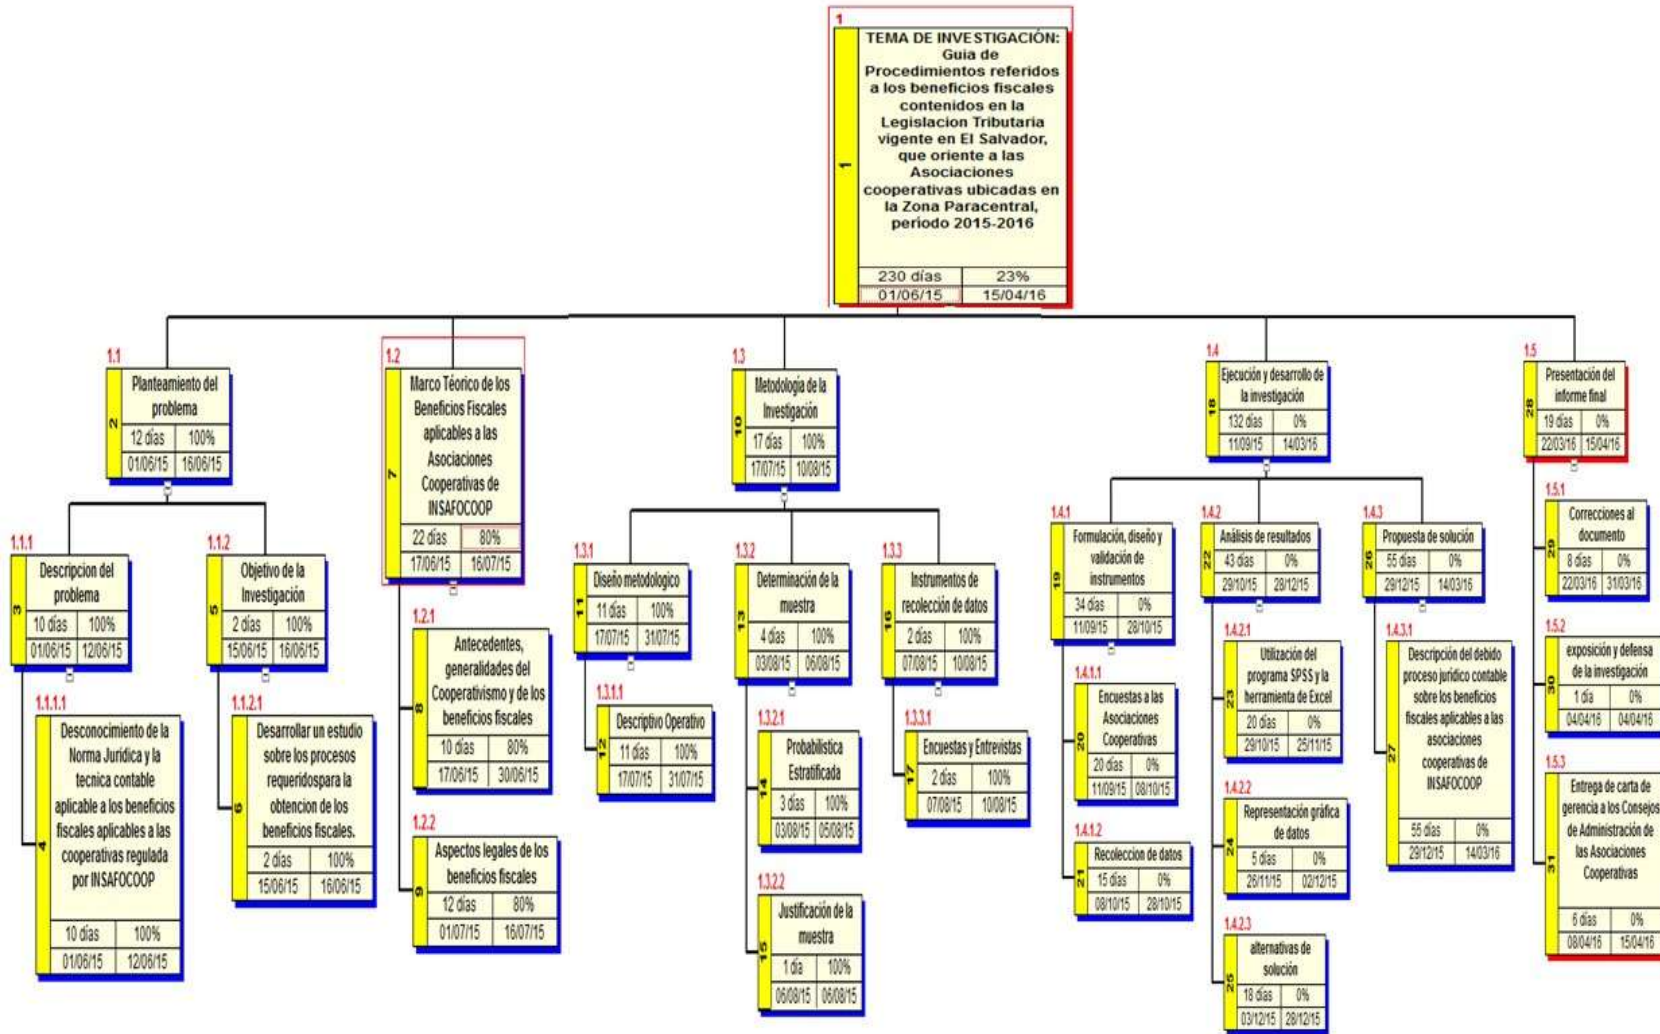 1
TEMA DE INVESTIGACIÓN:
Guia de
Procedimientos referidos
a los beneficios fiscales
contenidos en la
Legislacion Tributaria
vigente en El Salvador,
que oriente a las
Asociaciones
cooperativas ubicadas en
la Zona Paracentral,
período 2015-2016
1
230 días 23%
01/06/15 15/04/16
1.1
Planteamiento del
problema
2
12 días 100%
01/06/15 16/06/15
1.1.1
Descripcion del
problema
3
10 días 100%
01/06/15 12/06/15
1.1.1.1
Desconocimiento de la
Norma Juridica y la
tecnica contable
aplicable a los beneficios
fiscales aplicables a las
cooperativas regulada
por INSAFOCOOP
4
10 días 100%
01/06/15 12/06/15
1.1.2
Objetivo de la
Investigación
5
2 días 100%
15/06/15 16/06/15
1.1.2.1
Desarrollar un estudio
sobre los procesos
requeridospara la
obtencion de los
beneficios fiscales.
6
2 días 100%
15/06/15 16/06/15
1.2
Marco Teórico de los
Beneficios Fiscales
aplicables a las
Asociaciones
Cooperativas de
INSAFOCOOP
7
22 días 80%
17/06/15 16/07/15
1.2.1
Antecedentes,
generalidades del
Cooperativismo y de los
beneficios fiscales
8
10 días 80%
17/06/15 30/06/15
1.2.2
Aspectos legales de los
beneficios fiscales
9
12 días 80%
01/07/15 16/07/15
1.3
Metodología de la
Investigación
10
17 días 100%
17/07/15 10/08/15
1.3.1
Diseño metodologico
11
11 días 100%
17/07/15 31/07/15
1.3.1.1
Descriptivo Operativo
12
11 días 100%
17/07/15 31/07/15
1.3.2
Determinación de la
muestra
13
4 días 100%
03/08/15 06/08/15
1.3.2.1
Probabilistica
Estratificada
14
3 días 100%
03/08/15 05/08/15
1.3.2.2
Justificación de la
muestra
15
1 día 100%
06/08/15 06/08/15
1.3.3
Instrumentos de
recolección de datos
16
2 días 100%
07/08/15 10/08/15
1.3.3.1
Encuestas y Entrevistas
17
2 días 100%
07/08/15 10/08/15
1.4
Ejecución y desarrollo de
la investigación
18
132 días 0%
11/09/15 14/03/16
1.4.1
Formulación, diseño y
validación de
instrumentos
19
34 días 0%
11/09/15 28/10/15
1.4.1.1
Encuestas a las
Asociaciones
Cooperativas
20
20 días 0%
11/09/15 08/10/15
1.4.1.2
Recoleccion de datos
21
15 días 0%
08/10/15 28/10/15
1.4.2
Análisis de resultados
22
43 días 0%
29/10/15 28/12/15
1.4.2.1
Utilización del
programa SPSS y la
herramienta de Excel
23
20 días 0%
29/10/15 25/11/15
1.4.2.2
Representación gráfica
de datos
24
5 días 0%
26/11/15 02/12/15
1.4.2.3
alternativas de
solución
25
18 días 0%
03/12/15 28/12/15
1.4.3
Propuesta de solución
26
55 días 0%
29/12/15 14/03/16
1.4.3.1
Descripción del debido
proceso jurídico contable
sobre los beneficios
fiscales aplicables a las
asociaciones
cooperativas de
INSAFOCOOP
27
55 días 0%
29/12/15 14/03/16
1.5
Presentación del
informe final
28
19 días 0%
22/03/16 15/04/16
1.5.1
Correcciones al
documento
29
8 días 0%
22/03/16 31/03/16
1.5.2
exposición y defensa
de la investigación
30
1 día 0%
04/04/16 04/04/16
1.5.3
Entrega de carta de
gerencia a los Consejos
de Administración de
las Asociaciones
Cooperativas
31
6 días 0%
08/04/16 15/04/16